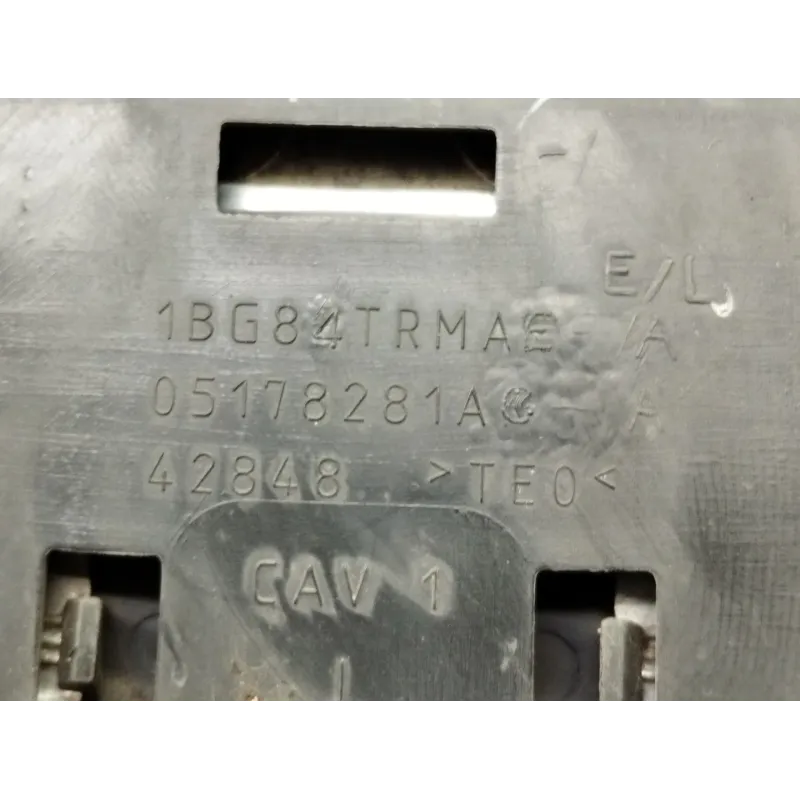 E/L
1BG84TRMA
05178281A
42848 >TEO<
CAV 1